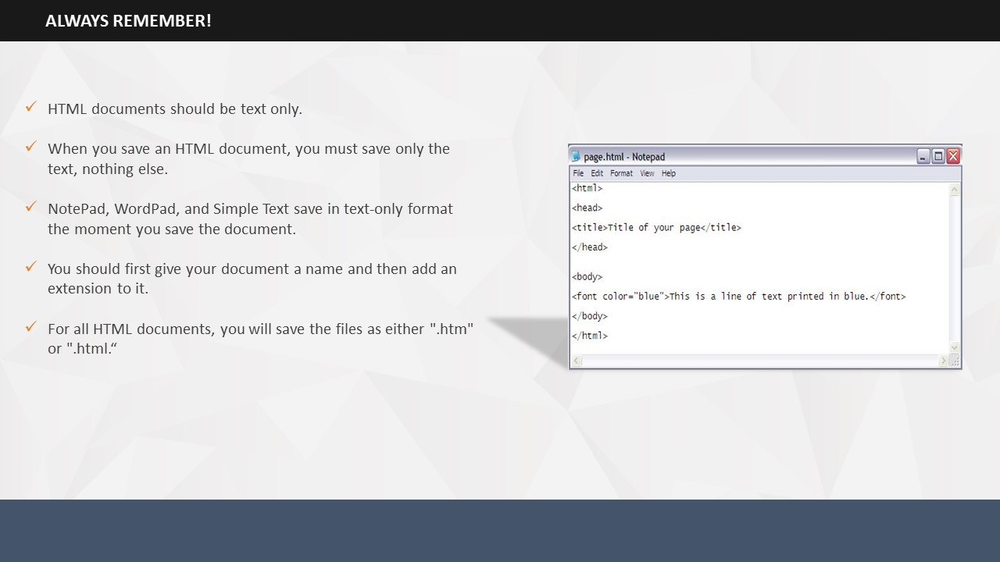 ALWAYS REMEMBER!
✓ HTML documents should be text only.
✓ When you save an HTML document, you must save only the
text, nothing else.
✓ NotePad, WordPad, and Simple Text save in text-only format
the moment you save the document.
✓ You should first give your document a name and then add an
extension to it.
✓ For all HTML documents, you will save the files as either ".htm"
or ".html.“
page.html - Notepad
File Edit Format View Help
<html>
<head>
<title>Title of your page</title>
</head>
<body>
<font color="blue">This is a line of text printed in blue.</font>
</body>
</html>